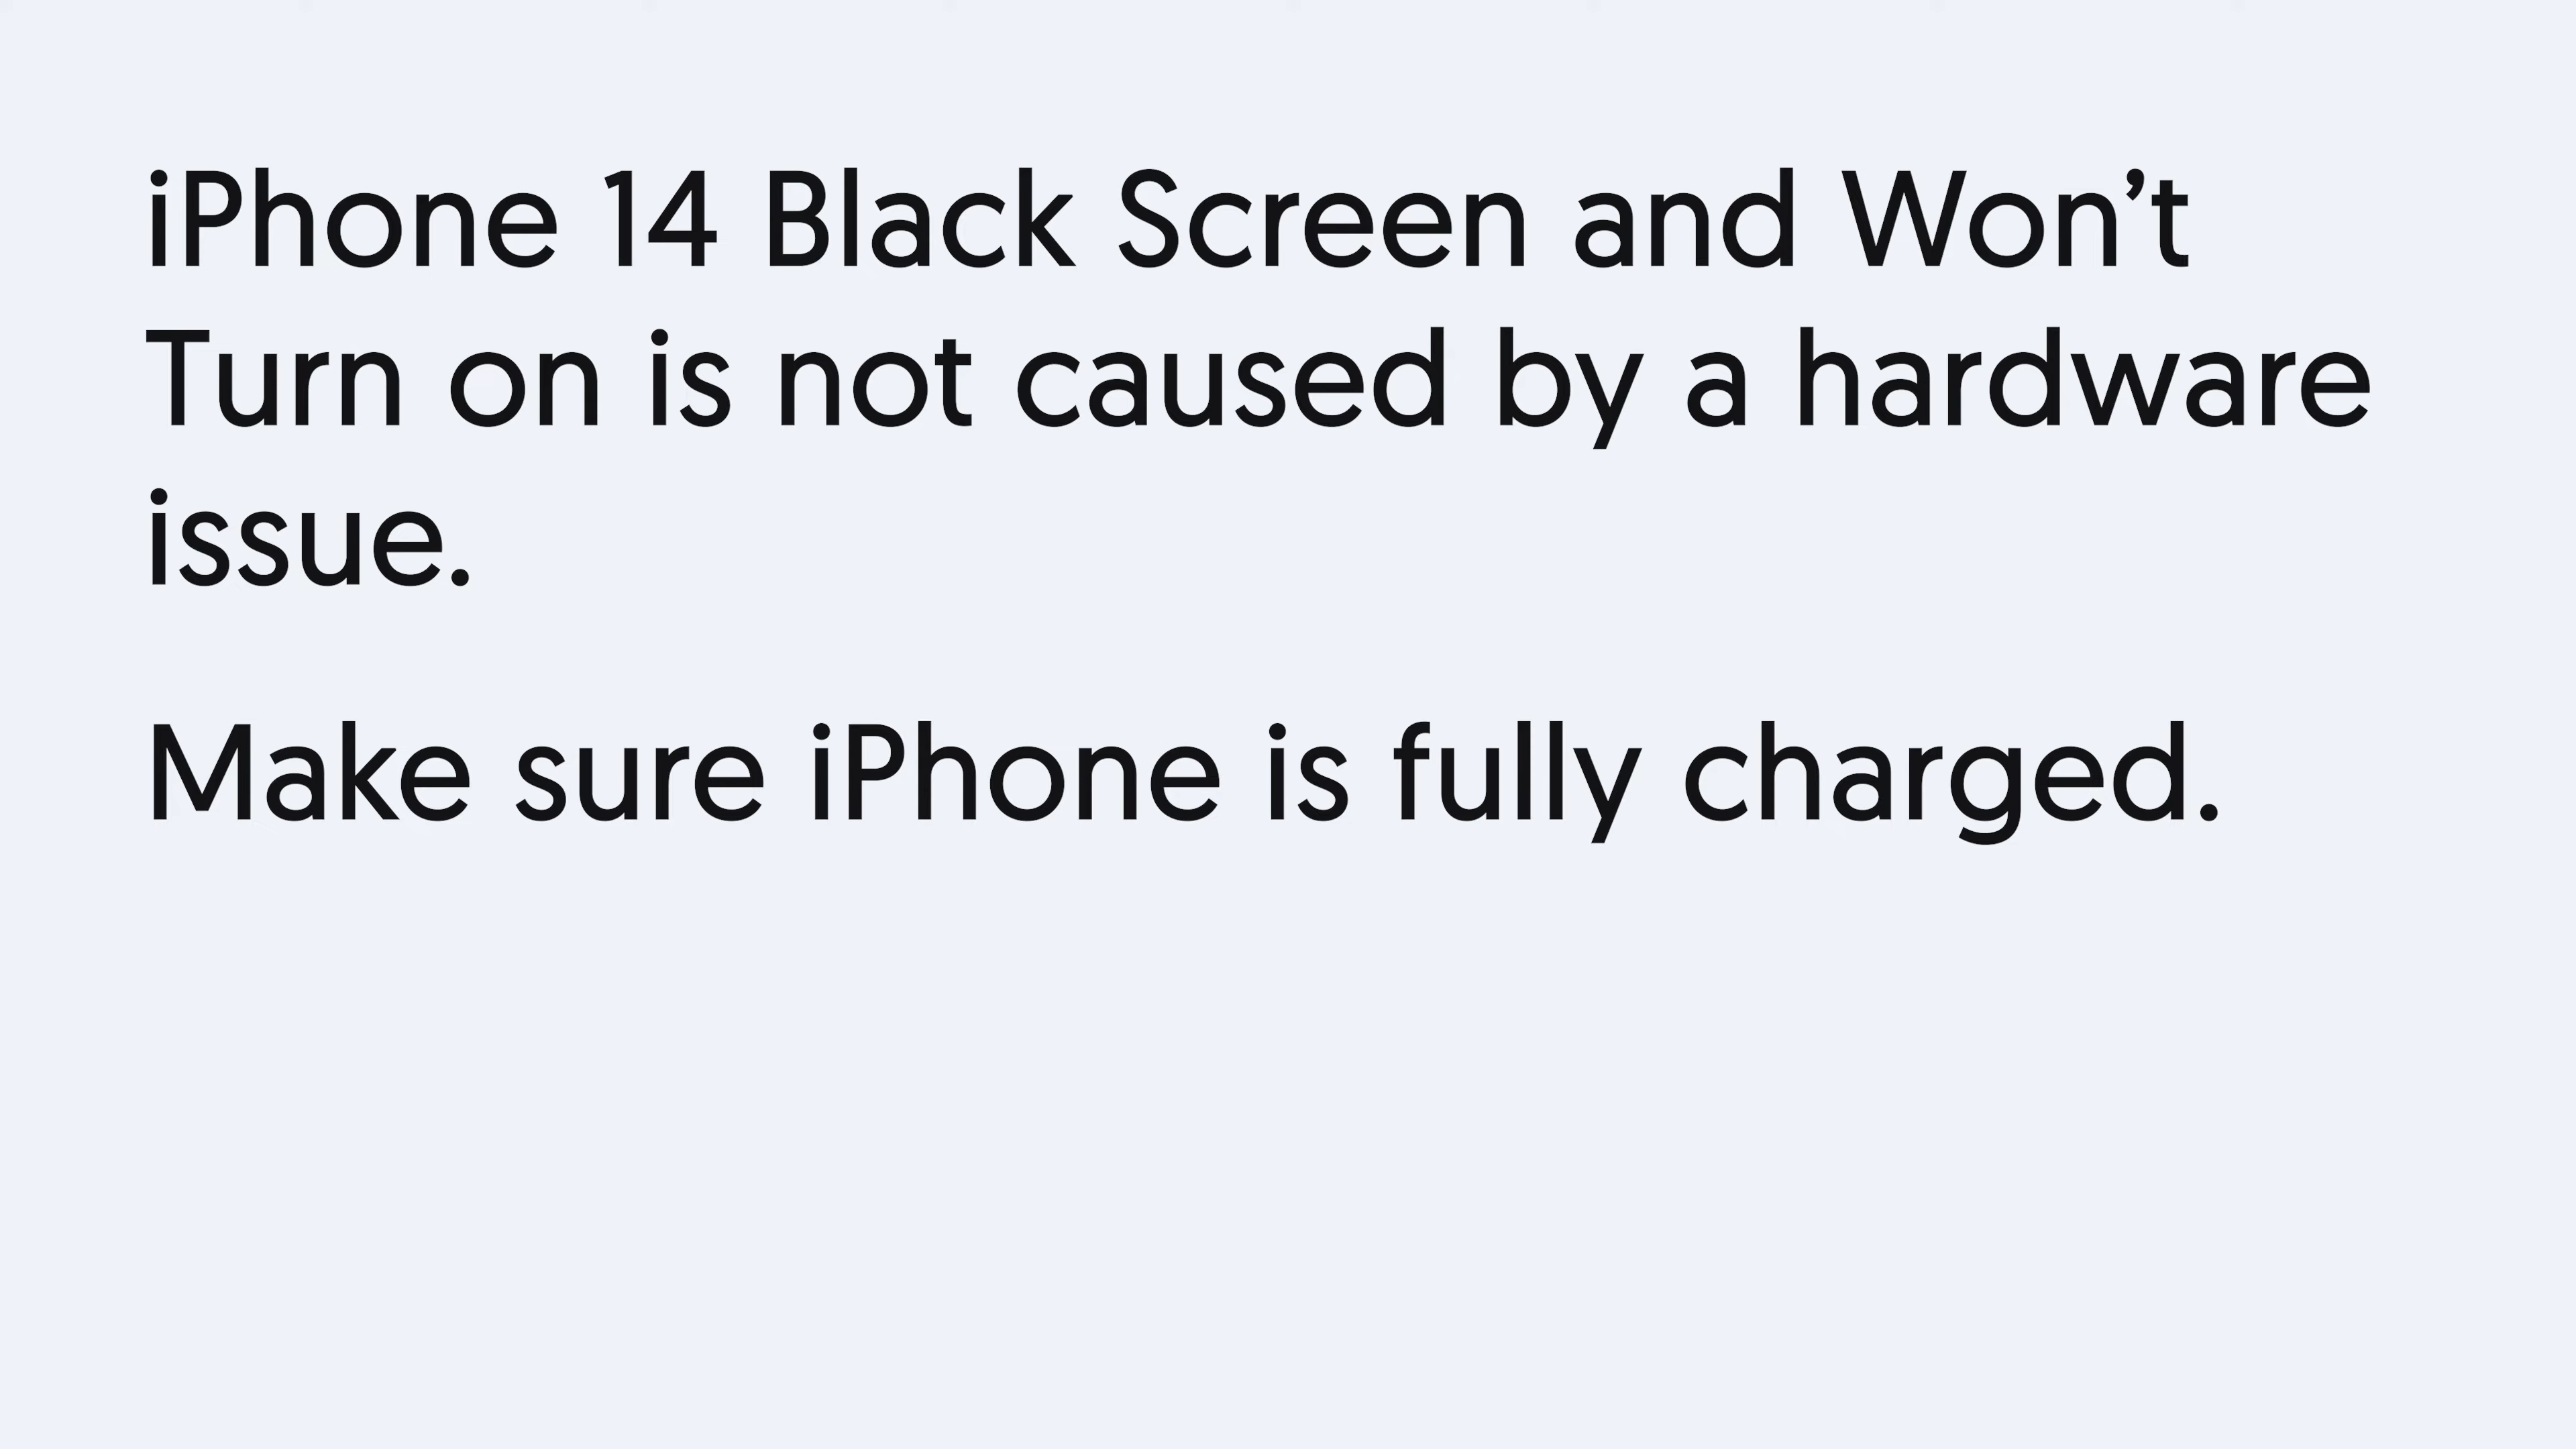 iPhone 14 Black Screen and Won’t
Turn on is not caused by a hardware
issue.
Make sure iPhone is fully charged.